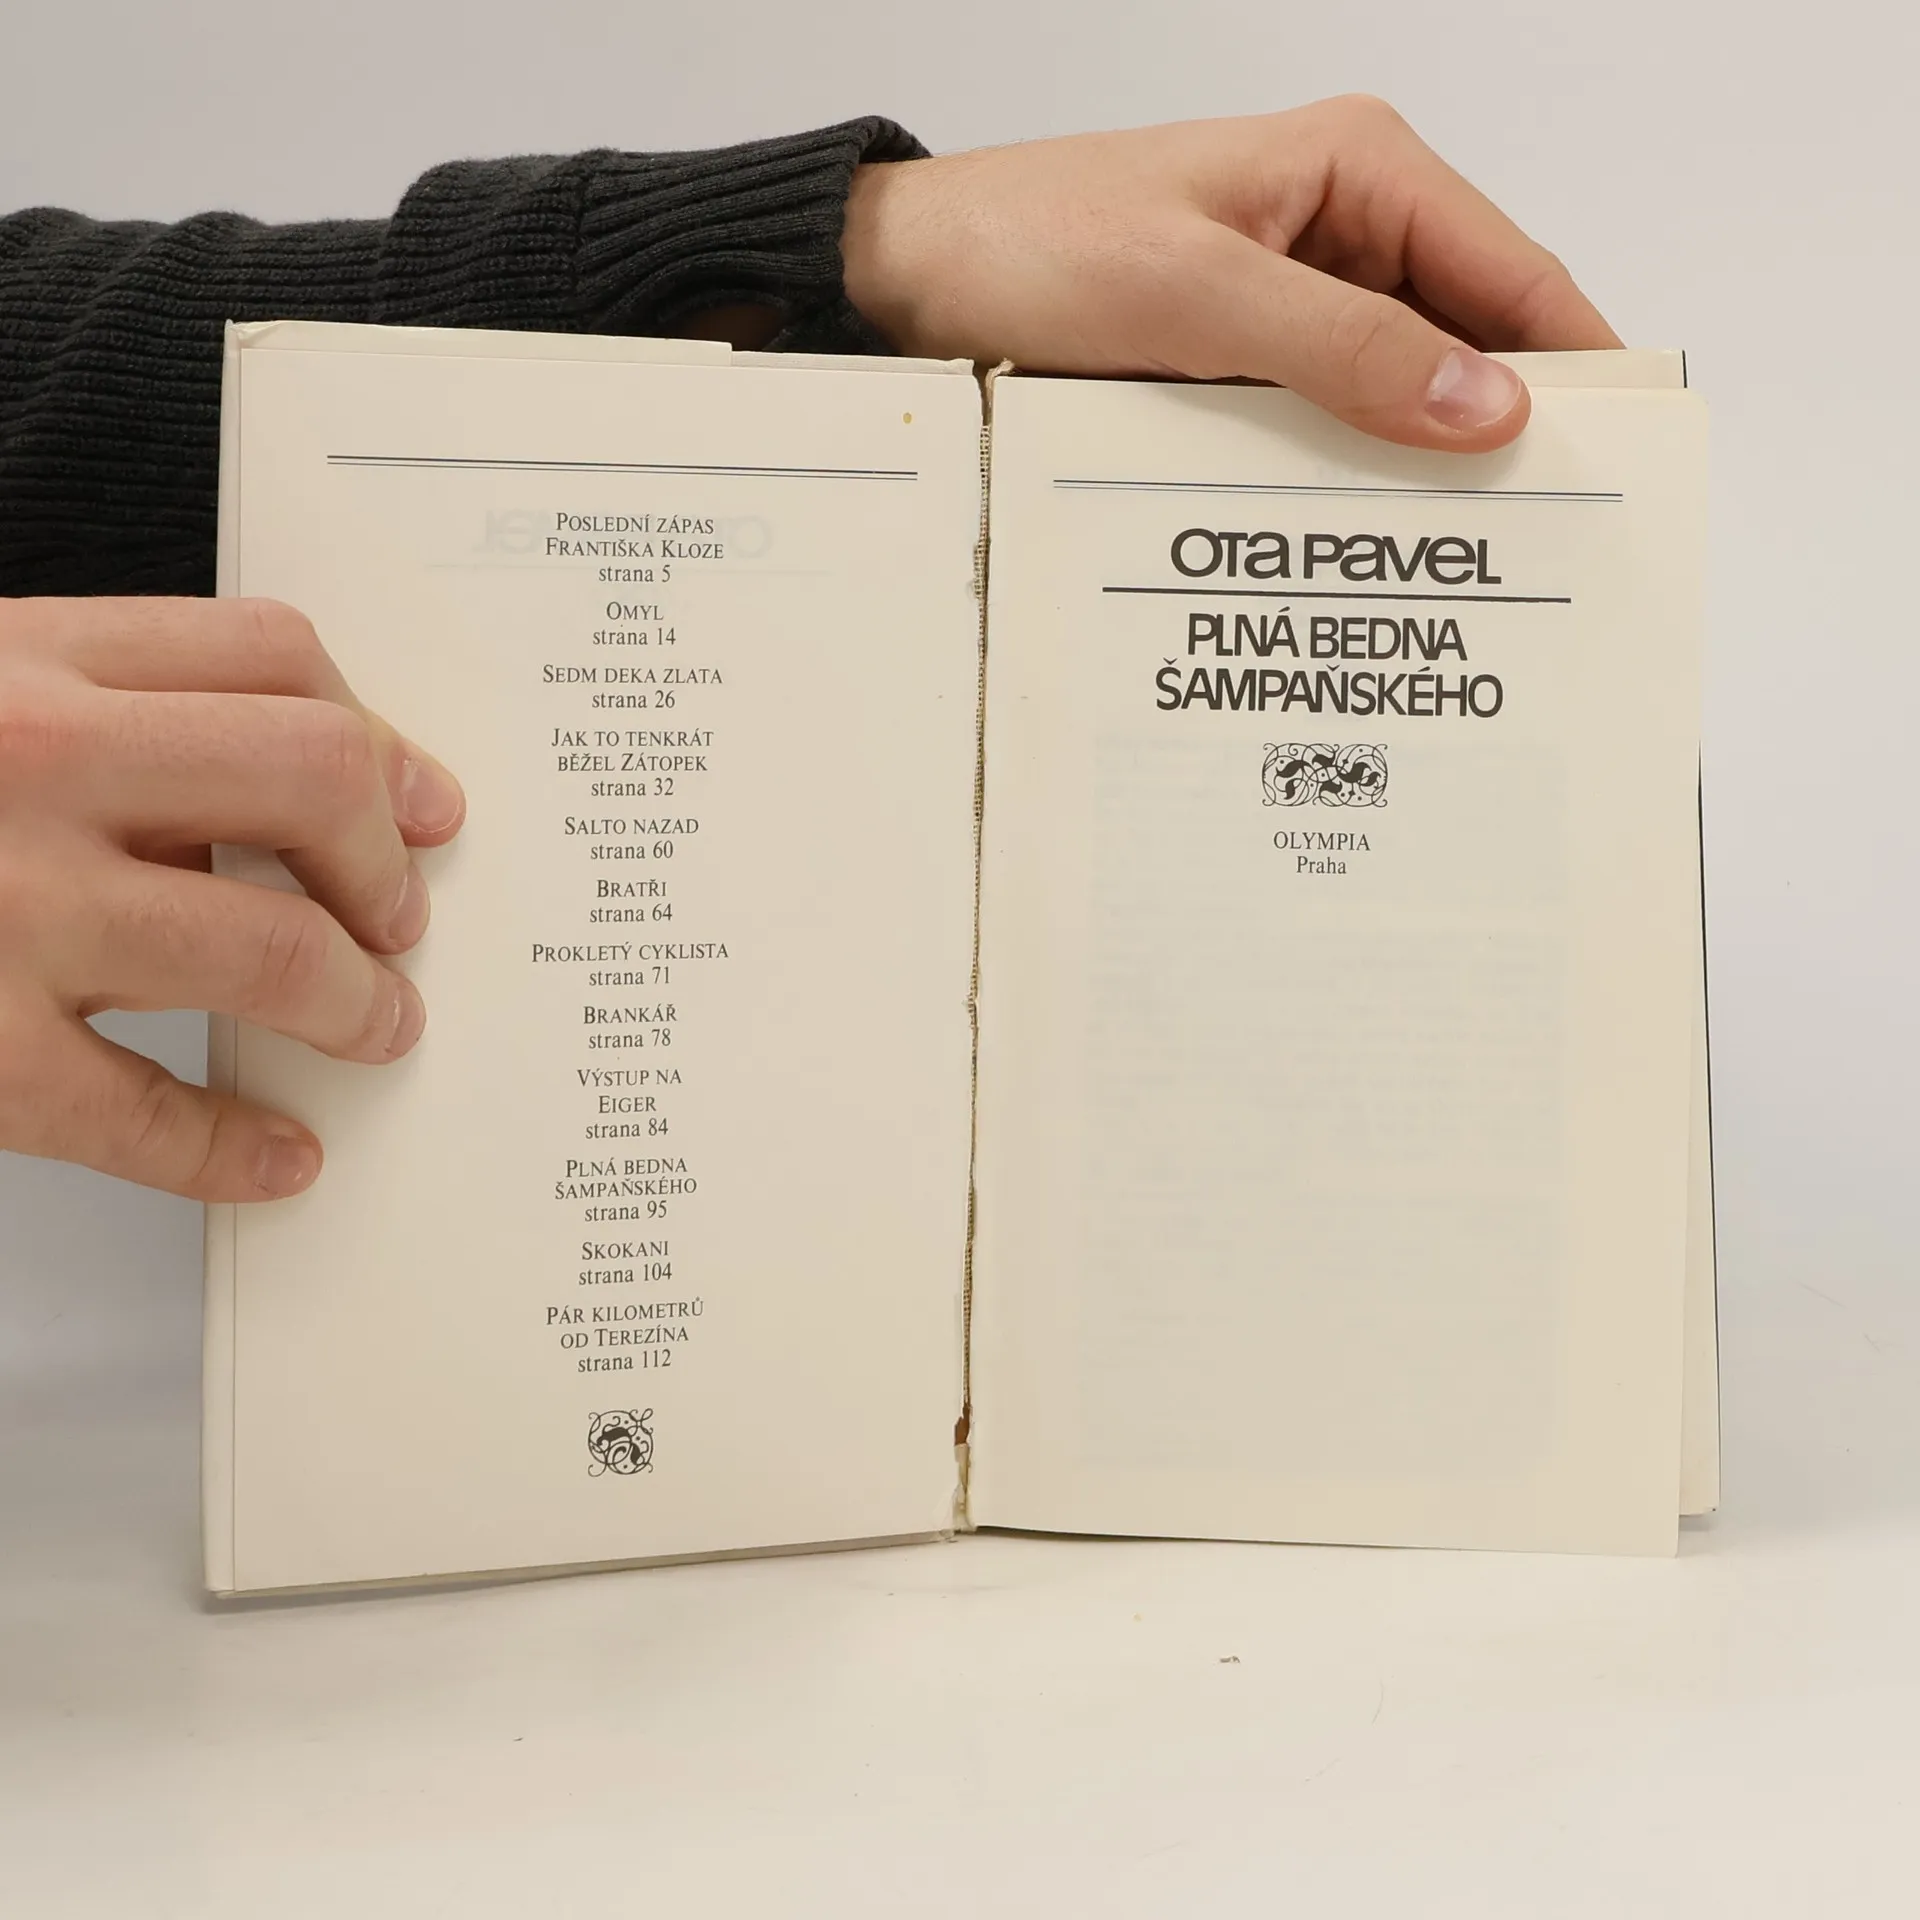 POSLEDNÍ ZÁPAS
FRANTIŠKA KLOZE
strana 5
OMYL
strana 14
SEDM DEKA ZLATA
strana 26
JAK TO TENKRÁT
BĚŽEL ZÁTOPEK
strana 32
SALTO NAZAD
strana 60
BRATŘI
strana 64
PROKLETÝ CYKLISTA
strana 71
BRANKÁŘ
strana 78
VÝSTUP NA
EIGER
strana 84
PLNÁ BEDNA
ŠAMPAŇSKÉHO
strana 95
SKOKANI
strana 104
PÁR KILOMETRŮ
OD TEREZÍNA
strana 112
OTA PAVEL
PLNÁ BEDNA
ŠAMPAŇSKÉHO
OLYMPIA
Praha